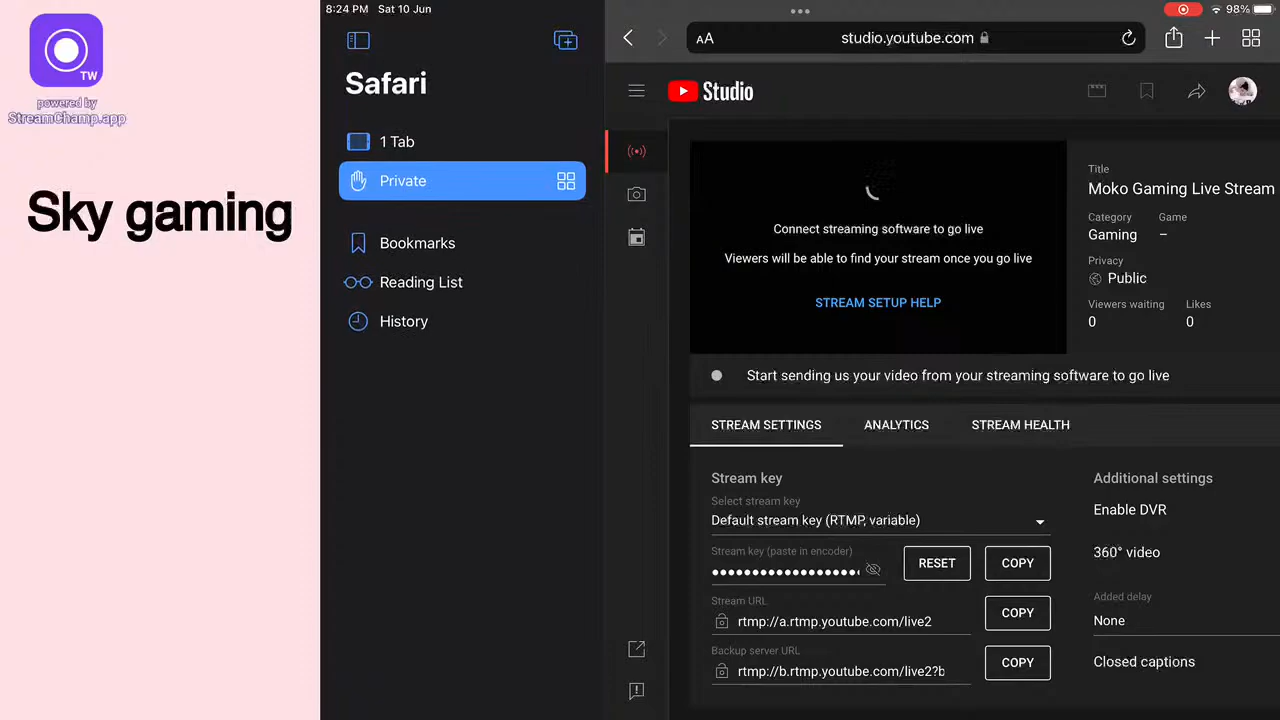 TW
powered by
StreamChamp.app
Sky gaming
8:24 PM Sat 10 Jun
98%
Safari
1 Tab
Private
Bookmarks
Reading List
History
AA
studio.youtube.com
Studio
Connect streaming software to go live
Viewers will be able to find your stream once you go live
STREAM SETUP HELP
Title
Moko Gaming Live Stream
Category Game
Gaming –
Privacy
Public
Viewers waiting Likes
0 0
Start sending us your video from your streaming software to go live
STREAM SETTINGS ANALYTICS STREAM HEALTH
Stream key
Select stream key
Default stream key (RTMP, variable)
Stream key (paste in encoder)
•••••••••••••••••••
RESET COPY
Stream URL
rtmp://a.rtmp.youtube.com/live2
COPY
Backup server URL
rtmp://b.rtmp.youtube.com/live2?b
COPY
Additional settings
Enable DVR
360° video
Added delay
None
Closed captions